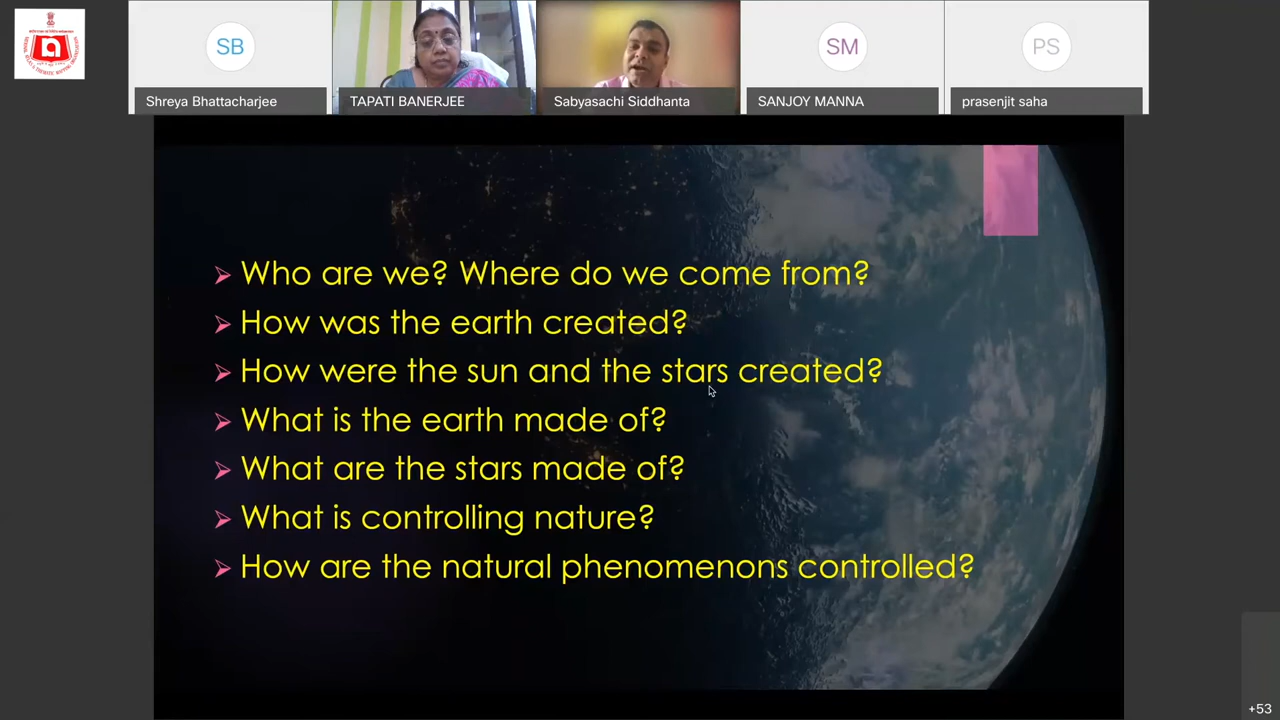 SB
SM
PS
Shreya Bhattacharjee
TAPATI BANERJEE
Sabyasachi Siddhanta
SANJOY MANNA
prasenjit saha
Who are we? Where do we come from?
How was the earth created?
How were the sun and the stars created?
What is the earth made of?
What are the stars made of?
What is controlling nature?
How are the natural phenomenons controlled?
+53